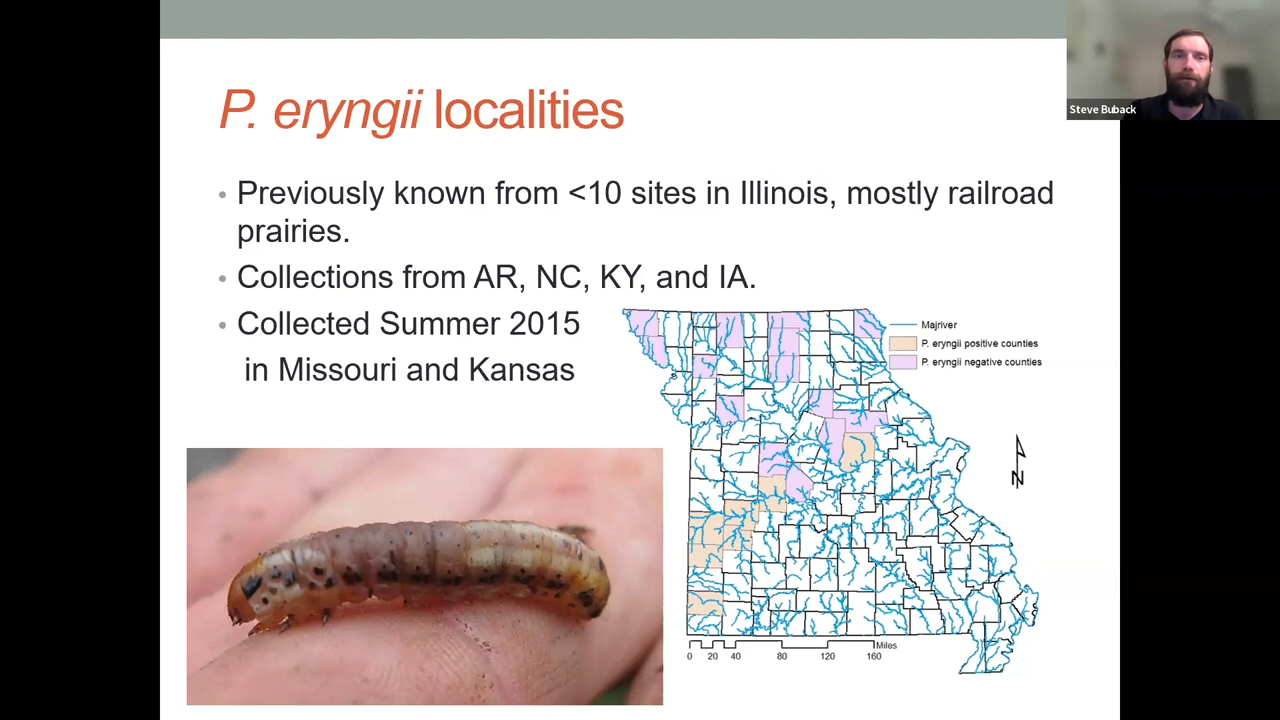 Steve Buback
P. eryngii localities
• Previously known from <10 sites in Illinois, mostly railroad
prairies.
• Collections from AR, NC, KY, and IA.
• Collected Summer 2015
in Missouri and Kansas
Majriver
P. eryngii positive counties
P. eryngii negative counties
N
0 20 40 80 120 160 Miles